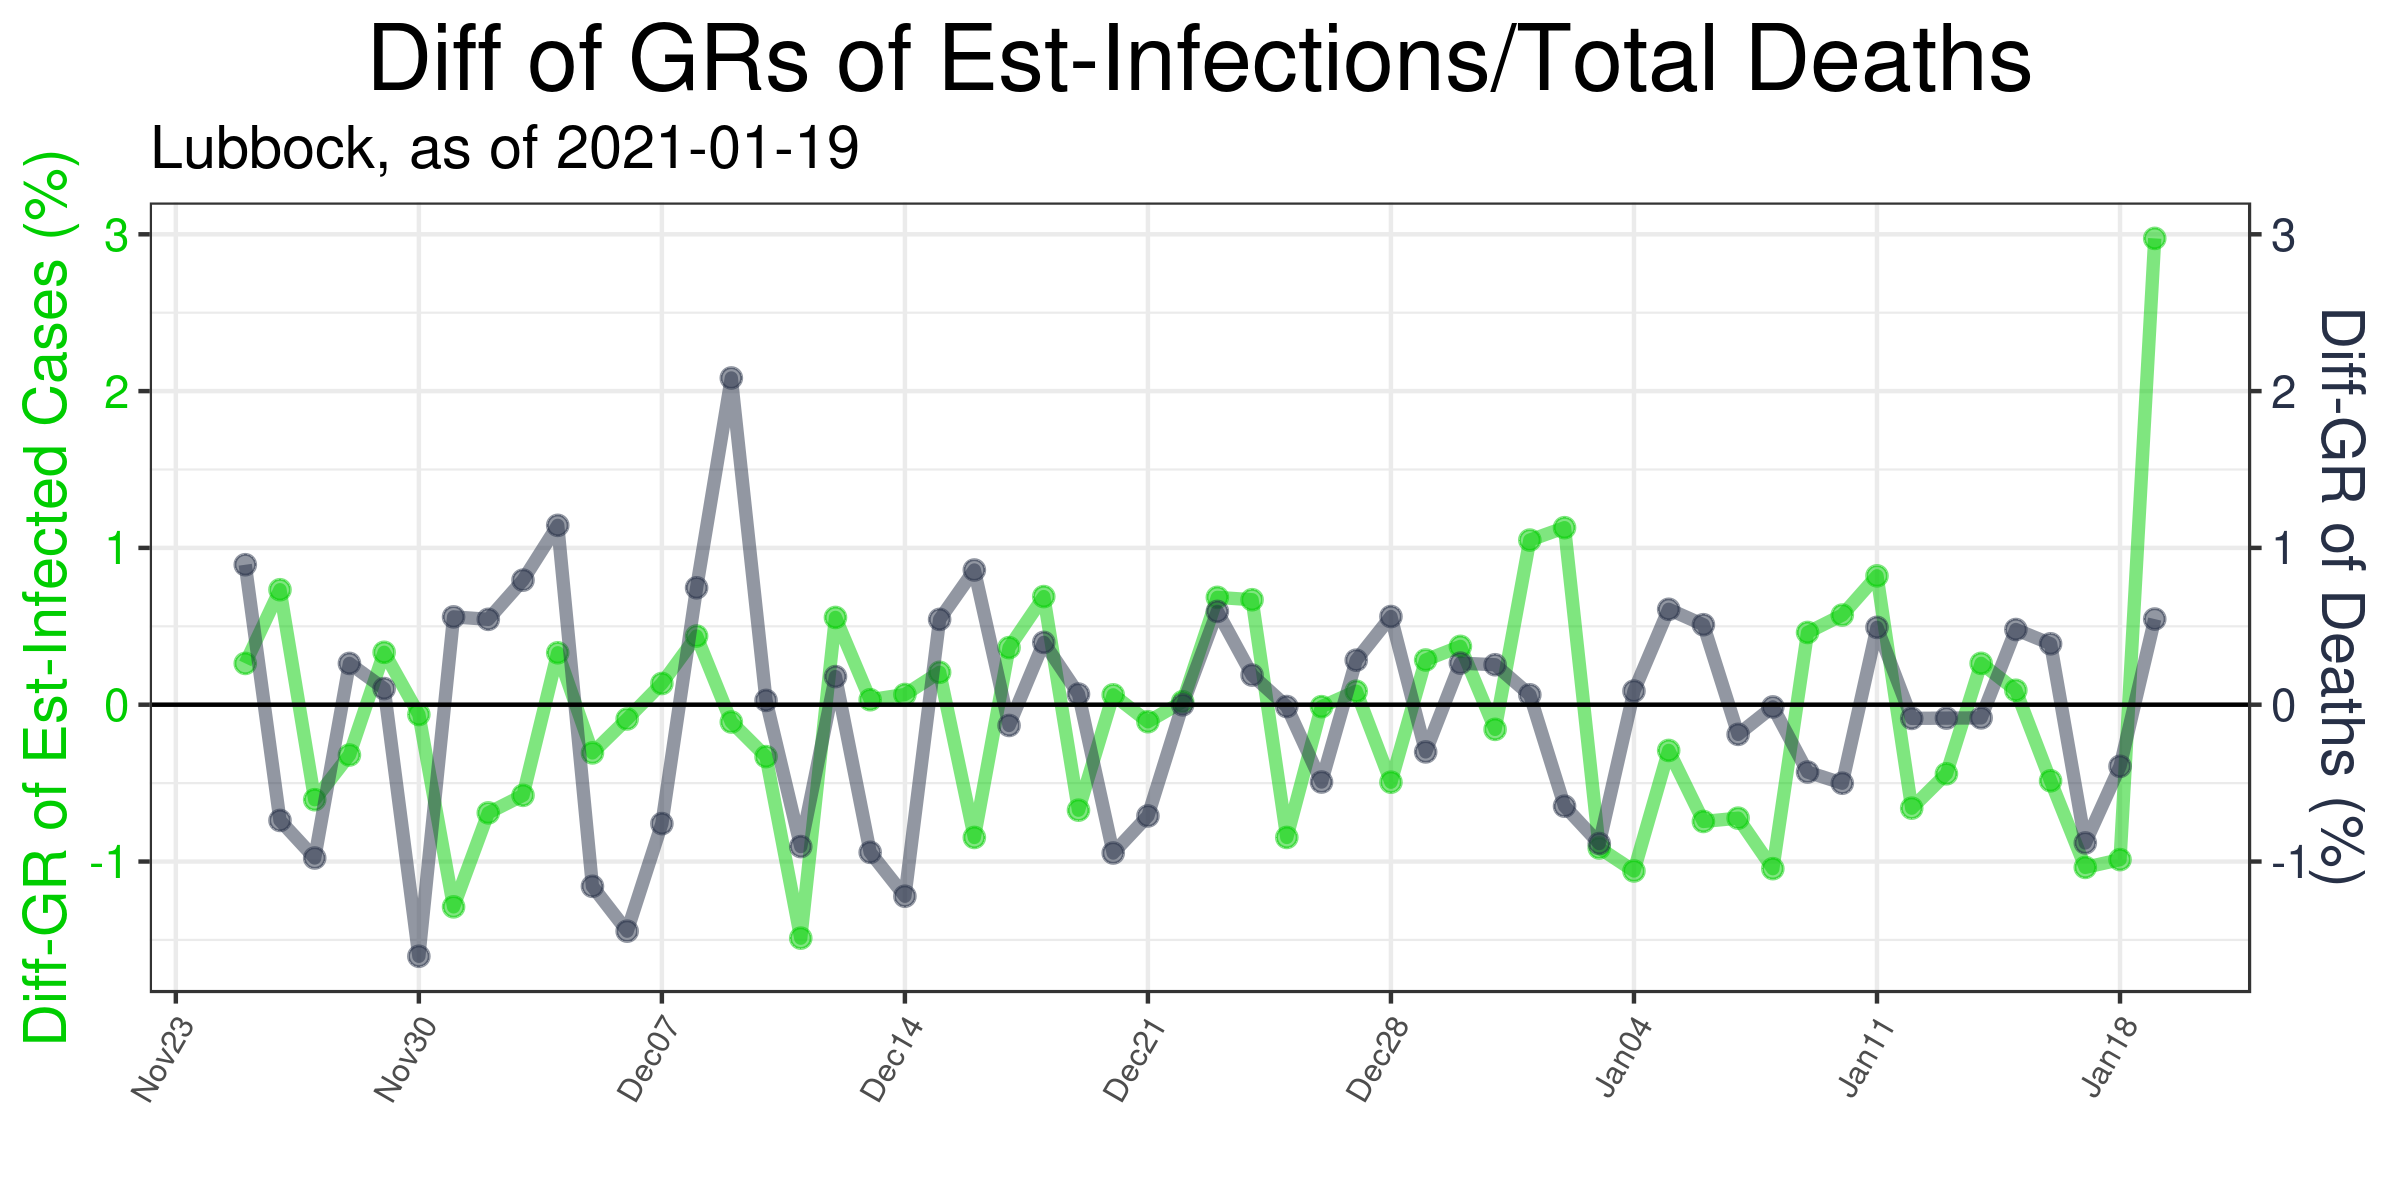 Diff of GRs of Est-Infections/Total Deaths
Lubbock, as of 2021-01-19
Diff-GR of Est-Infected Cases (%)
3
2
1
0
-1
3
2
1
0
-1
Diff-GR of Deaths (%)
Nov23
Nov30
Dec07
Dec14
Dec21
Dec28
Jan04
Jan11
Jan18